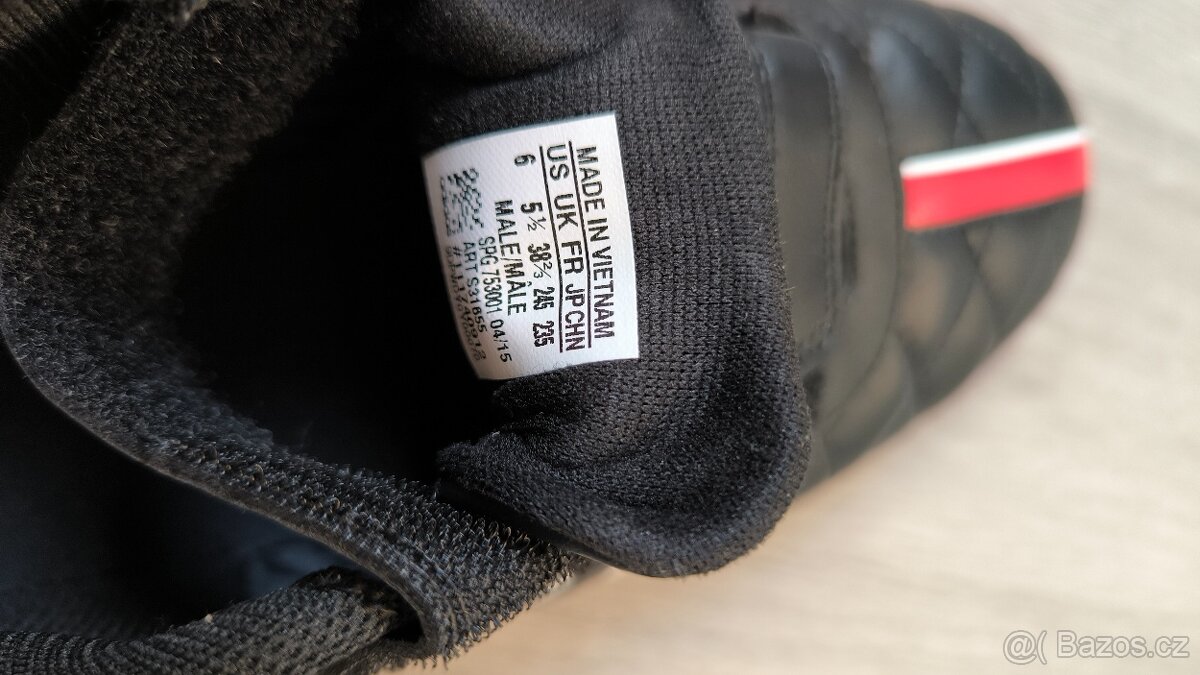 MADE IN VIETNAM
US UK FR JP CHN
6 5½ 38⅔ 245 235
MALE/MÂLE
SPG 753001 04/15
ART S31855
@( Bazos.cz